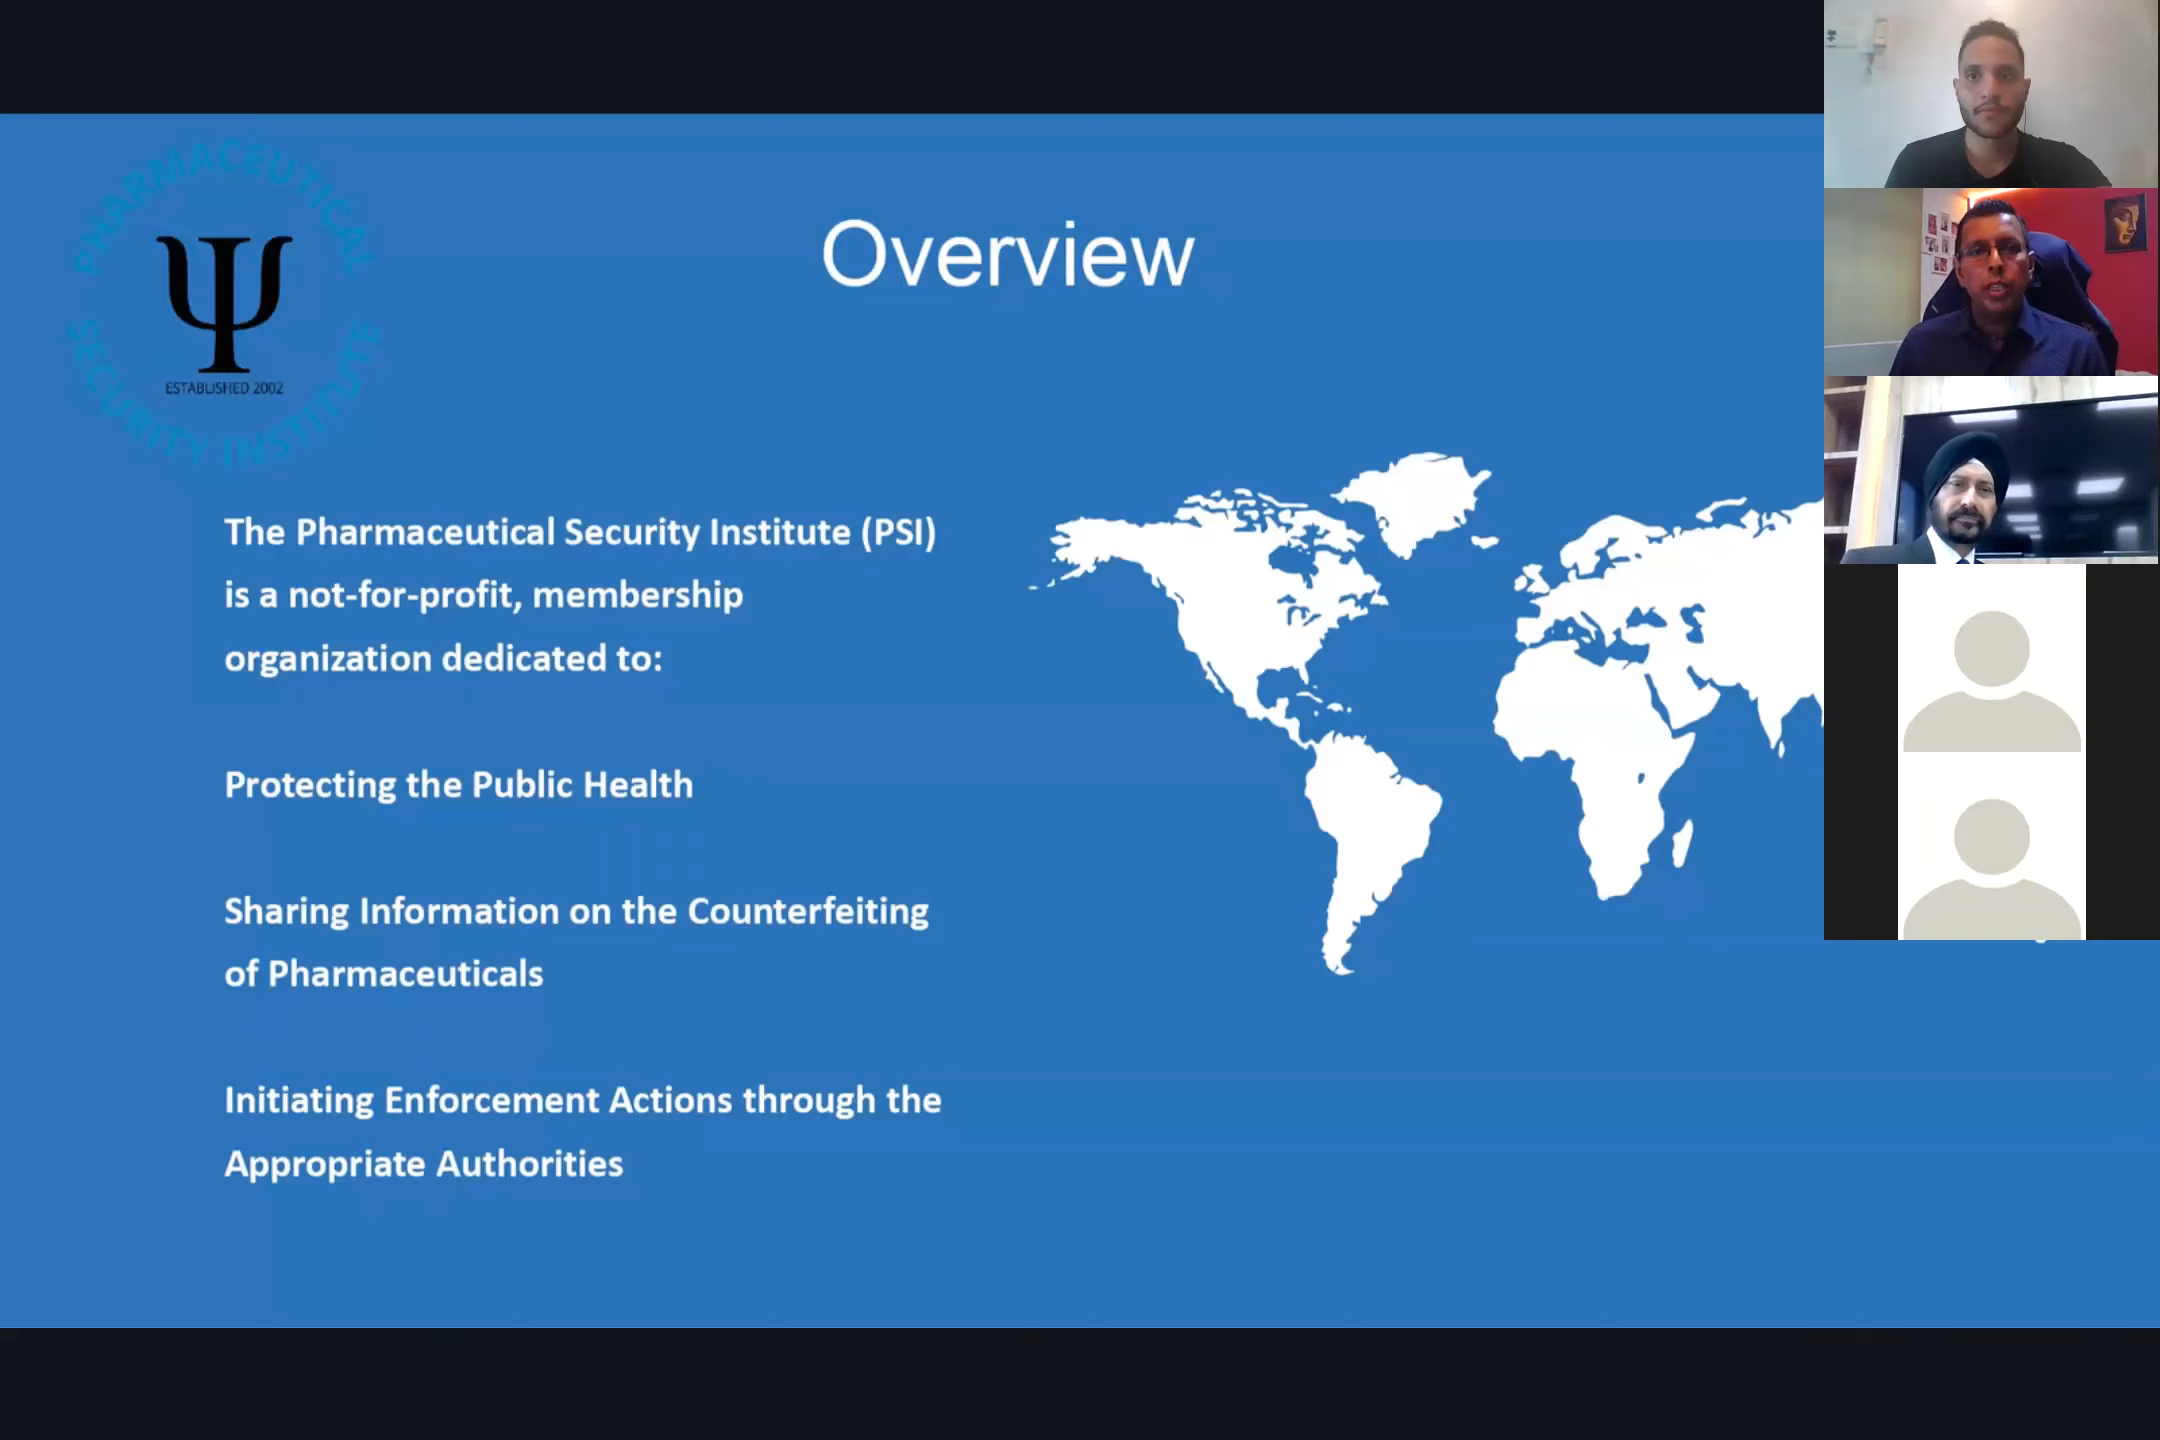 PHARMACEUTICAL
SECURITY INSTITUTE
ESTABLISHED 2002
Overview
The Pharmaceutical Security Institute (PSI)
is a not-for-profit, membership
organization dedicated to:
Protecting the Public Health
Sharing Information on the Counterfeiting
of Pharmaceuticals
Initiating Enforcement Actions through the
Appropriate Authorities